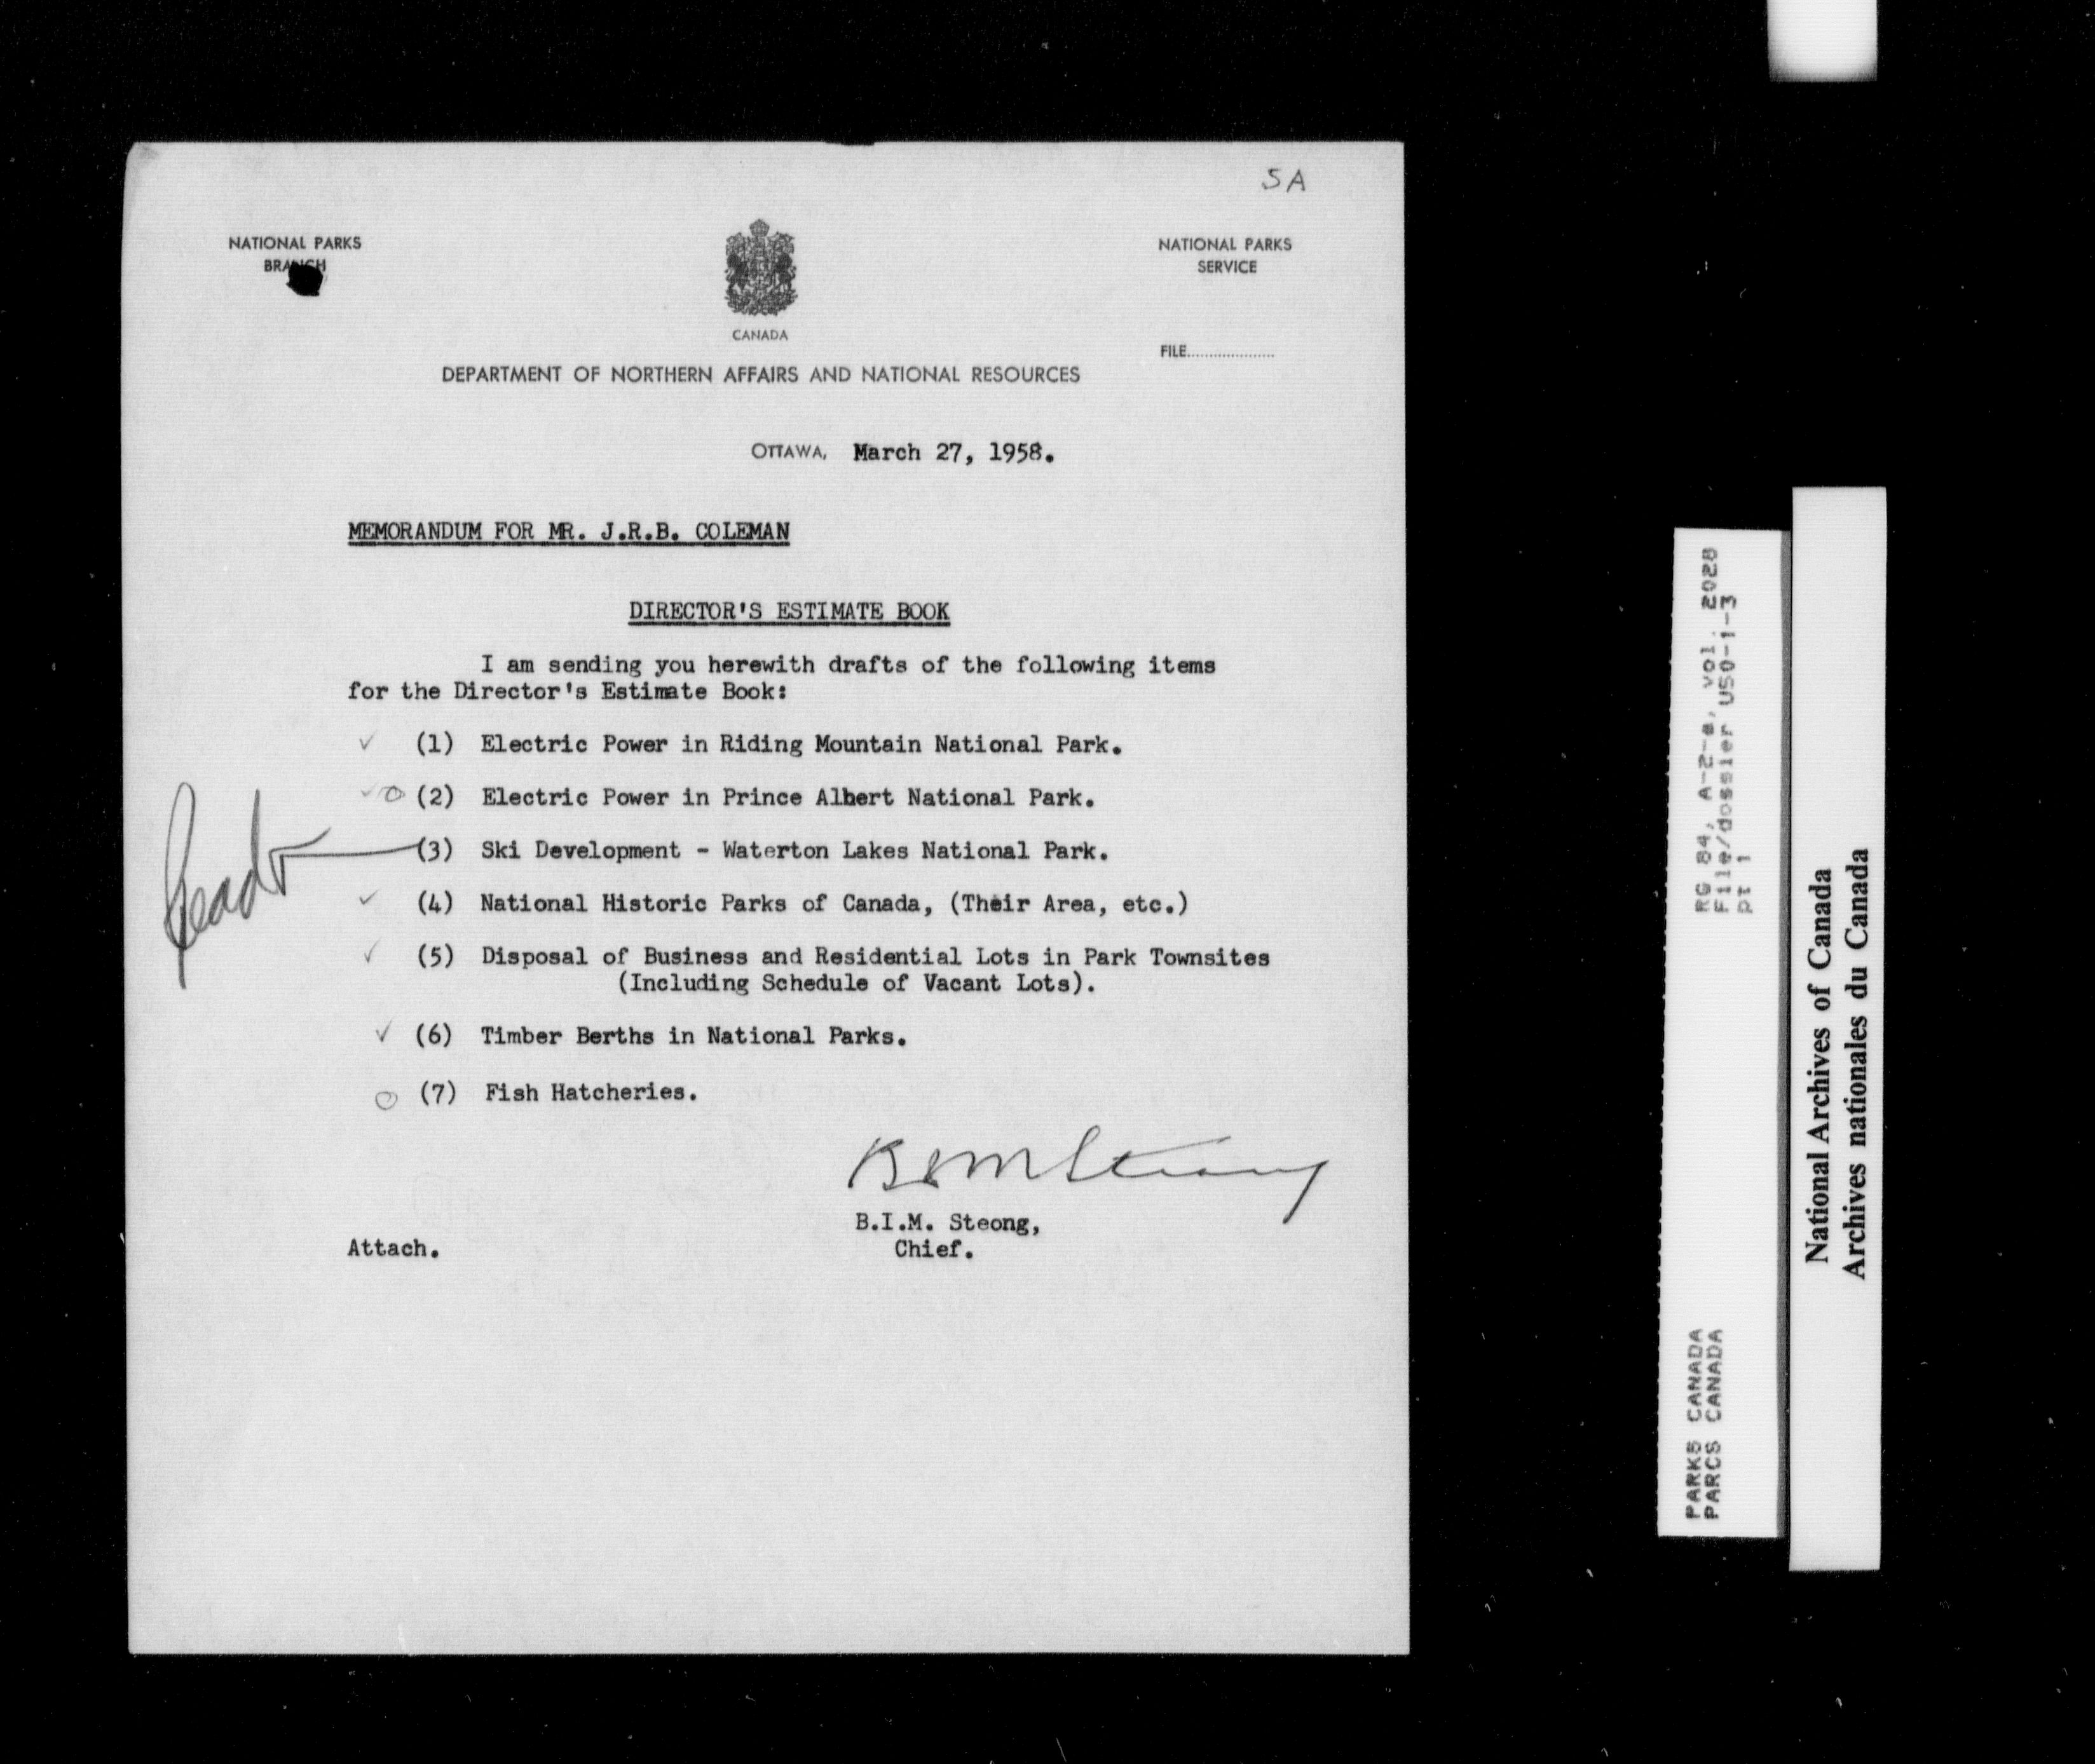 5A
NATIONAL PARKS
BRANCH
NATIONAL PARKS
SERVICE
CANADA
FILE....................
DEPARTMENT OF NORTHERN AFFAIRS AND NATIONAL RESOURCES
OTTAWA, March 27, 1958.
MEMORANDUM FOR MR. J.R.B. COLEMAN
DIRECTOR'S ESTIMATE BOOK
I am sending you herewith drafts of the following items
for the Director's Estimate Book:
✓ (1) Electric Power in Riding Mountain National Park.
✓ o (2) Electric Power in Prince Albert National Park.
(3) Ski Development - Waterton Lakes National Park.
✓ (4) National Historic Parks of Canada, (Their Area, etc.)
✓ (5) Disposal of Business and Residential Lots in Park Townsites
(Including Schedule of Vacant Lots).
✓ (6) Timber Berths in National Parks.
o (7) Fish Hatcheries.
BIM Strong
B.I.M. Steong,
Chief.
Attach.
RG 84, A-2-a, vol. 2028
File/dossier U50-1-3
pt 1
PARKS CANADA
PARCS CANADA
National Archives of Canada
Archives nationales du Canada